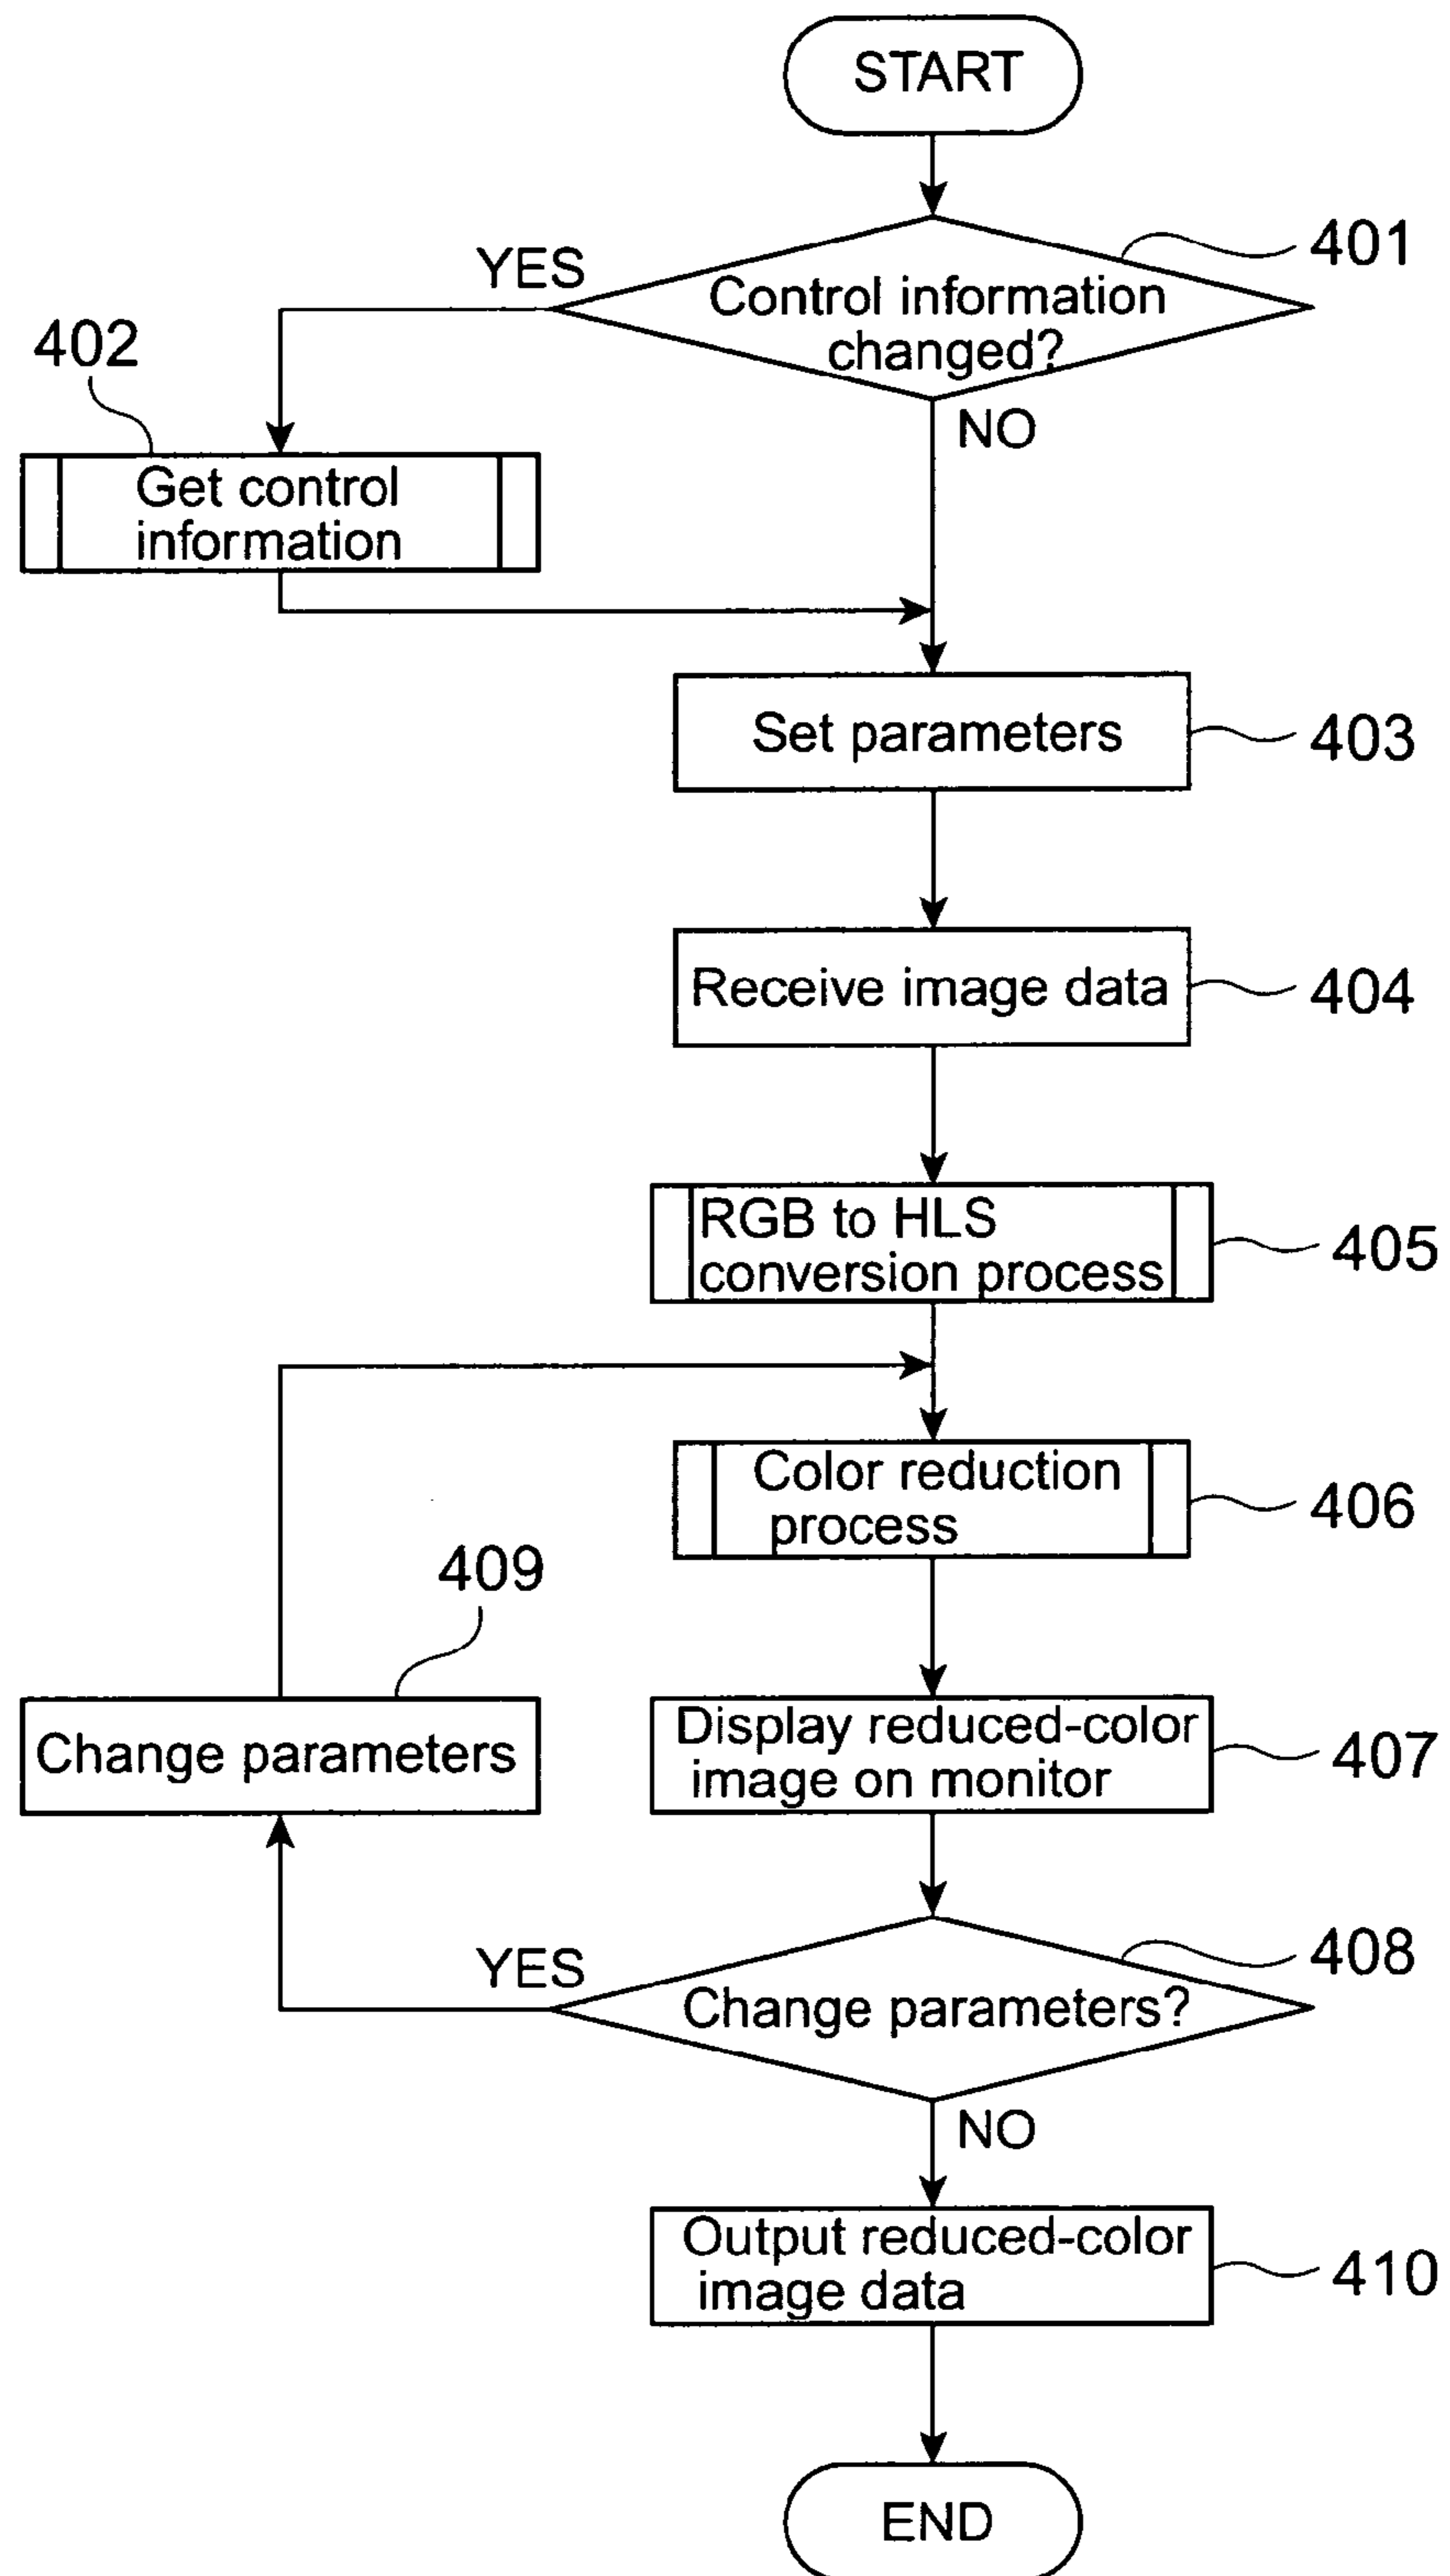 START
401
YES
Control information
changed?
402
NO
Get control
information
Set parameters
403
Receive image data
404
RGB to HLS
conversion process
405
Color reduction
process
406
409
Change parameters
Display reduced-color
image on monitor
407
YES
408
Change parameters?
NO
Output reduced-color
image data
410
END